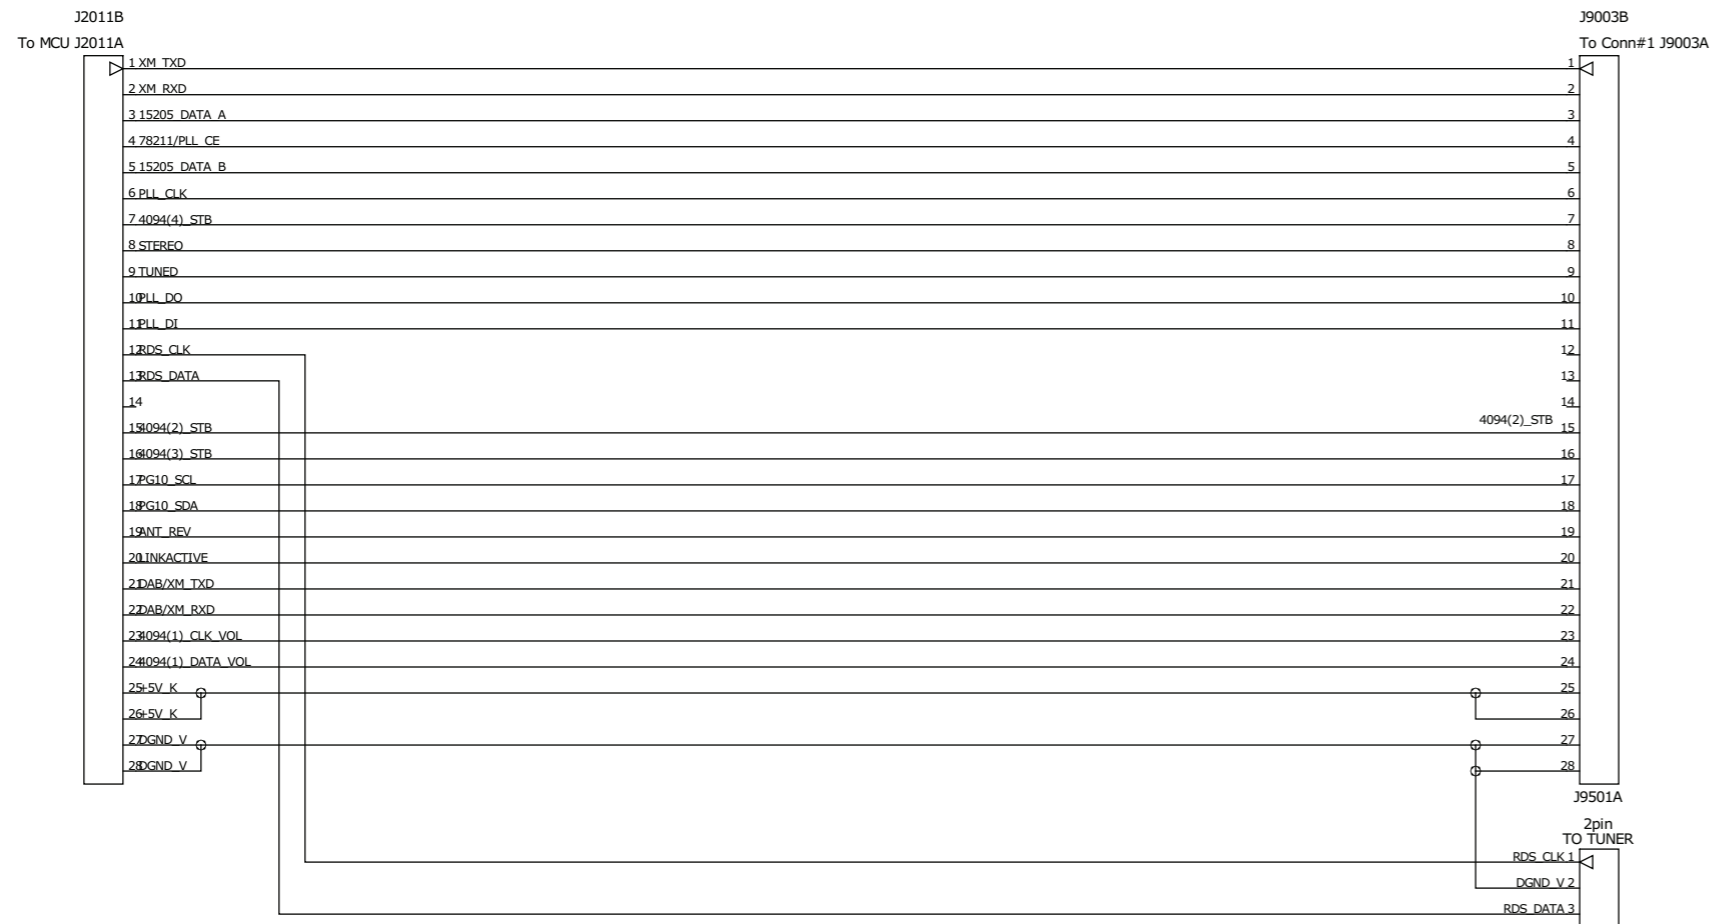 J2011B
To MCU J2011A
J9003B
To Conn#1 J9003A
1 XM_TXD 1
2 XM_RXD 2
3 15205_DATA_A 3
4 78211/PLL_CE 4
5 15205_DATA_B 5
6 PLL_CLK 6
7 4094(4)_STB 7
8 STEREO 8
9 TUNED 9
10 PLL_DO 10
11 PLL_DI 11
12 RDS_CLK 12
13 RDS_DATA 13
14 14
15 4094(2)_STB 4094(2)_STB 15
16 4094(3)_STB 16
17 PG10_SCL 17
18 PG10_SDA 18
19 ANT_REV 19
20 LINKACTIVE 20
21 DAB/XM_TXD 21
22 DAB/XM_RXD 22
23 4094(1)_CLK_VOL 23
24 4094(1)_DATA_VOL 24
25 +5V_K 25
26 +5V_K 26
27 DGND_V 27
28 DGND_V 28
J9501A
2pin
TO TUNER
RDS_CLK 1
DGND_V 2
RDS_DATA 3